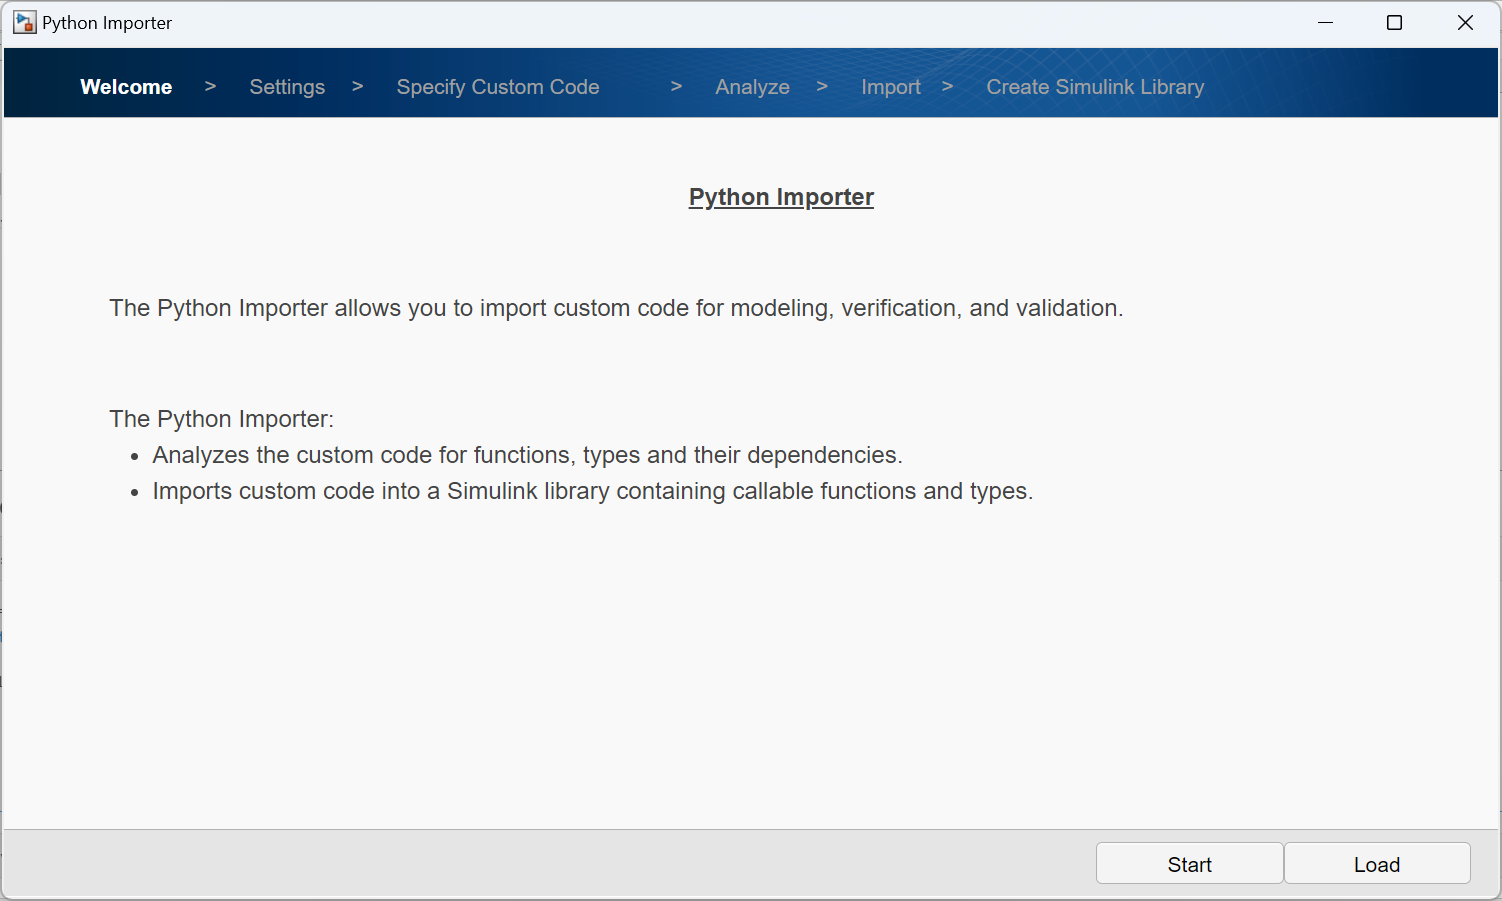 Python Importer
Welcome > Settings > Specify Custom Code > Analyze > Import > Create Simulink Library
Python Importer
The Python Importer allows you to import custom code for modeling, verification, and validation.
The Python Importer:
• Analyzes the custom code for functions, types and their dependencies.
• Imports custom code into a Simulink library containing callable functions and types.
Start Load